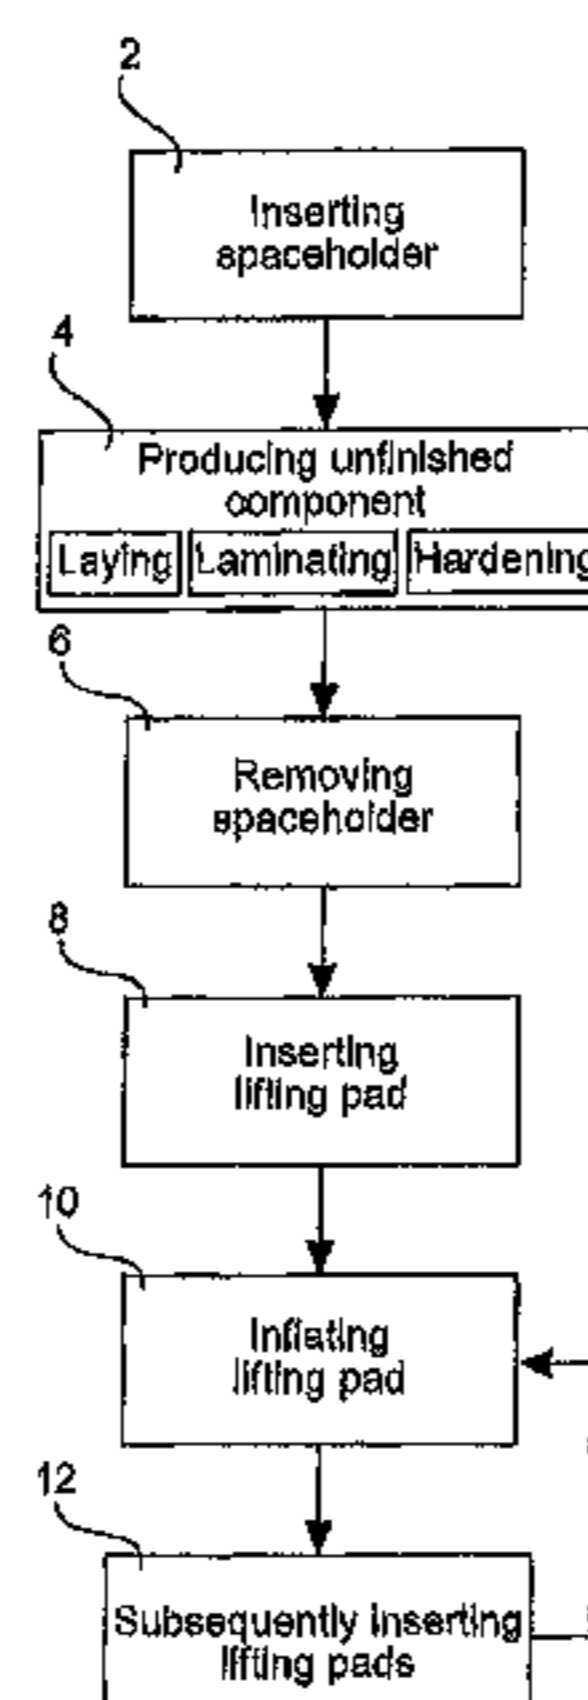 2
Inserting
spaceholder
4
Producing unfinished
component
Laying Laminating Hardening
6
Removing
spaceholder
8
Inserting
lifting pad
10
Inflating
lifting pad
12
Subsequently inserting
lifting pads